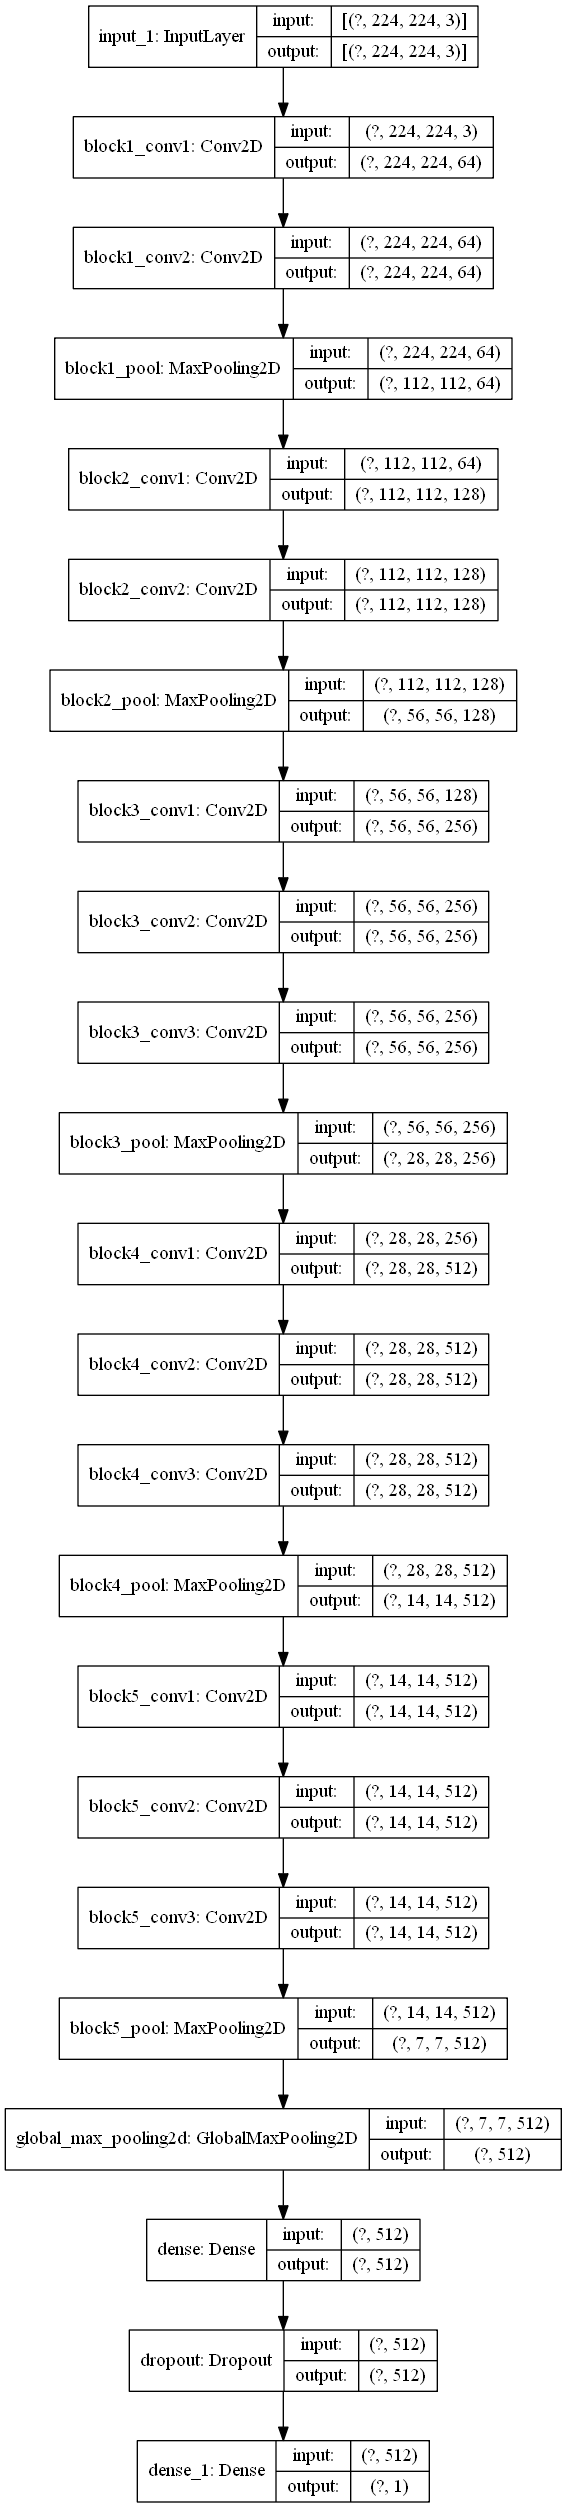 input_1: InputLayer
input: [(?, 224, 224, 3)]
output: [(?, 224, 224, 3)]
block1_conv1: Conv2D
input: (?, 224, 224, 3)
output: (?, 224, 224, 64)
block1_conv2: Conv2D
input: (?, 224, 224, 64)
output: (?, 224, 224, 64)
block1_pool: MaxPooling2D
input: (?, 224, 224, 64)
output: (?, 112, 112, 64)
block2_conv1: Conv2D
input: (?, 112, 112, 64)
output: (?, 112, 112, 128)
block2_conv2: Conv2D
input: (?, 112, 112, 128)
output: (?, 112, 112, 128)
block2_pool: MaxPooling2D
input: (?, 112, 112, 128)
output: (?, 56, 56, 128)
block3_conv1: Conv2D
input: (?, 56, 56, 128)
output: (?, 56, 56, 256)
block3_conv2: Conv2D
input: (?, 56, 56, 256)
output: (?, 56, 56, 256)
block3_conv3: Conv2D
input: (?, 56, 56, 256)
output: (?, 56, 56, 256)
block3_pool: MaxPooling2D
input: (?, 56, 56, 256)
output: (?, 28, 28, 256)
block4_conv1: Conv2D
input: (?, 28, 28, 256)
output: (?, 28, 28, 512)
block4_conv2: Conv2D
input: (?, 28, 28, 512)
output: (?, 28, 28, 512)
block4_conv3: Conv2D
input: (?, 28, 28, 512)
output: (?, 28, 28, 512)
block4_pool: MaxPooling2D
input: (?, 28, 28, 512)
output: (?, 14, 14, 512)
block5_conv1: Conv2D
input: (?, 14, 14, 512)
output: (?, 14, 14, 512)
block5_conv2: Conv2D
input: (?, 14, 14, 512)
output: (?, 14, 14, 512)
block5_conv3: Conv2D
input: (?, 14, 14, 512)
output: (?, 14, 14, 512)
block5_pool: MaxPooling2D
input: (?, 14, 14, 512)
output: (?, 7, 7, 512)
global_max_pooling2d: GlobalMaxPooling2D
input: (?, 7, 7, 512)
output: (?, 512)
dense: Dense
input: (?, 512)
output: (?, 512)
dropout: Dropout
input: (?, 512)
output: (?, 512)
dense_1: Dense
input: (?, 512)
output: (?, 1)